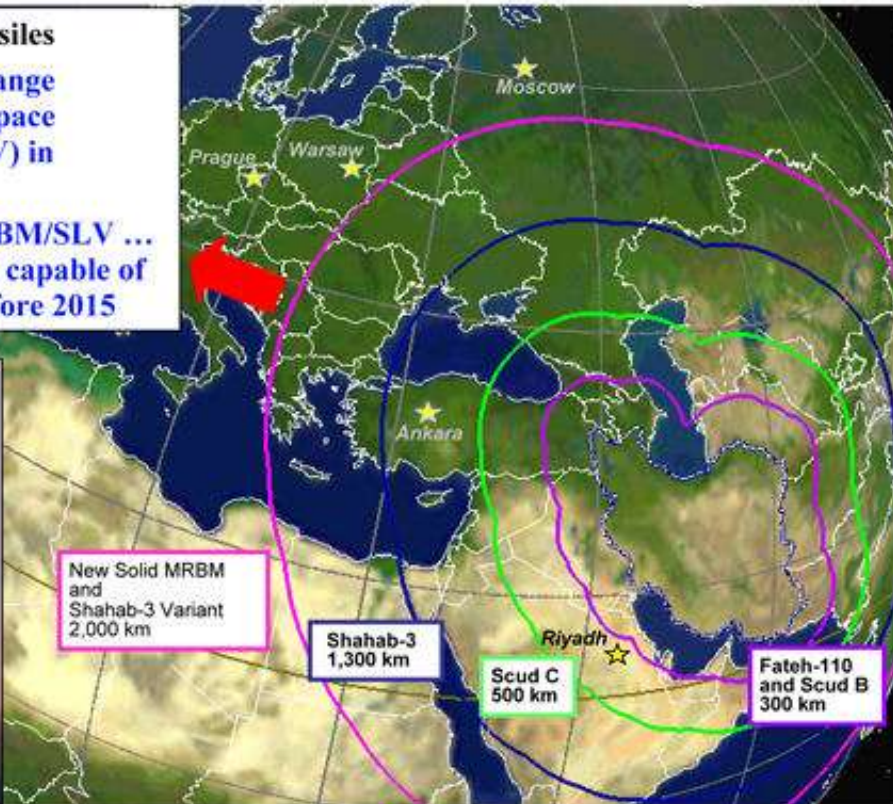 siles
ange
pace
V) in
BM/SLV …
capable of
fore 2015
Moscow
Prague
Warsaw
Ankara
New Solid MRBM
and
Shahab-3 Variant
2,000 km
Shahab-3
1,300 km
Riyadh
Scud C
500 km
Fateh-110
and Scud B
300 km